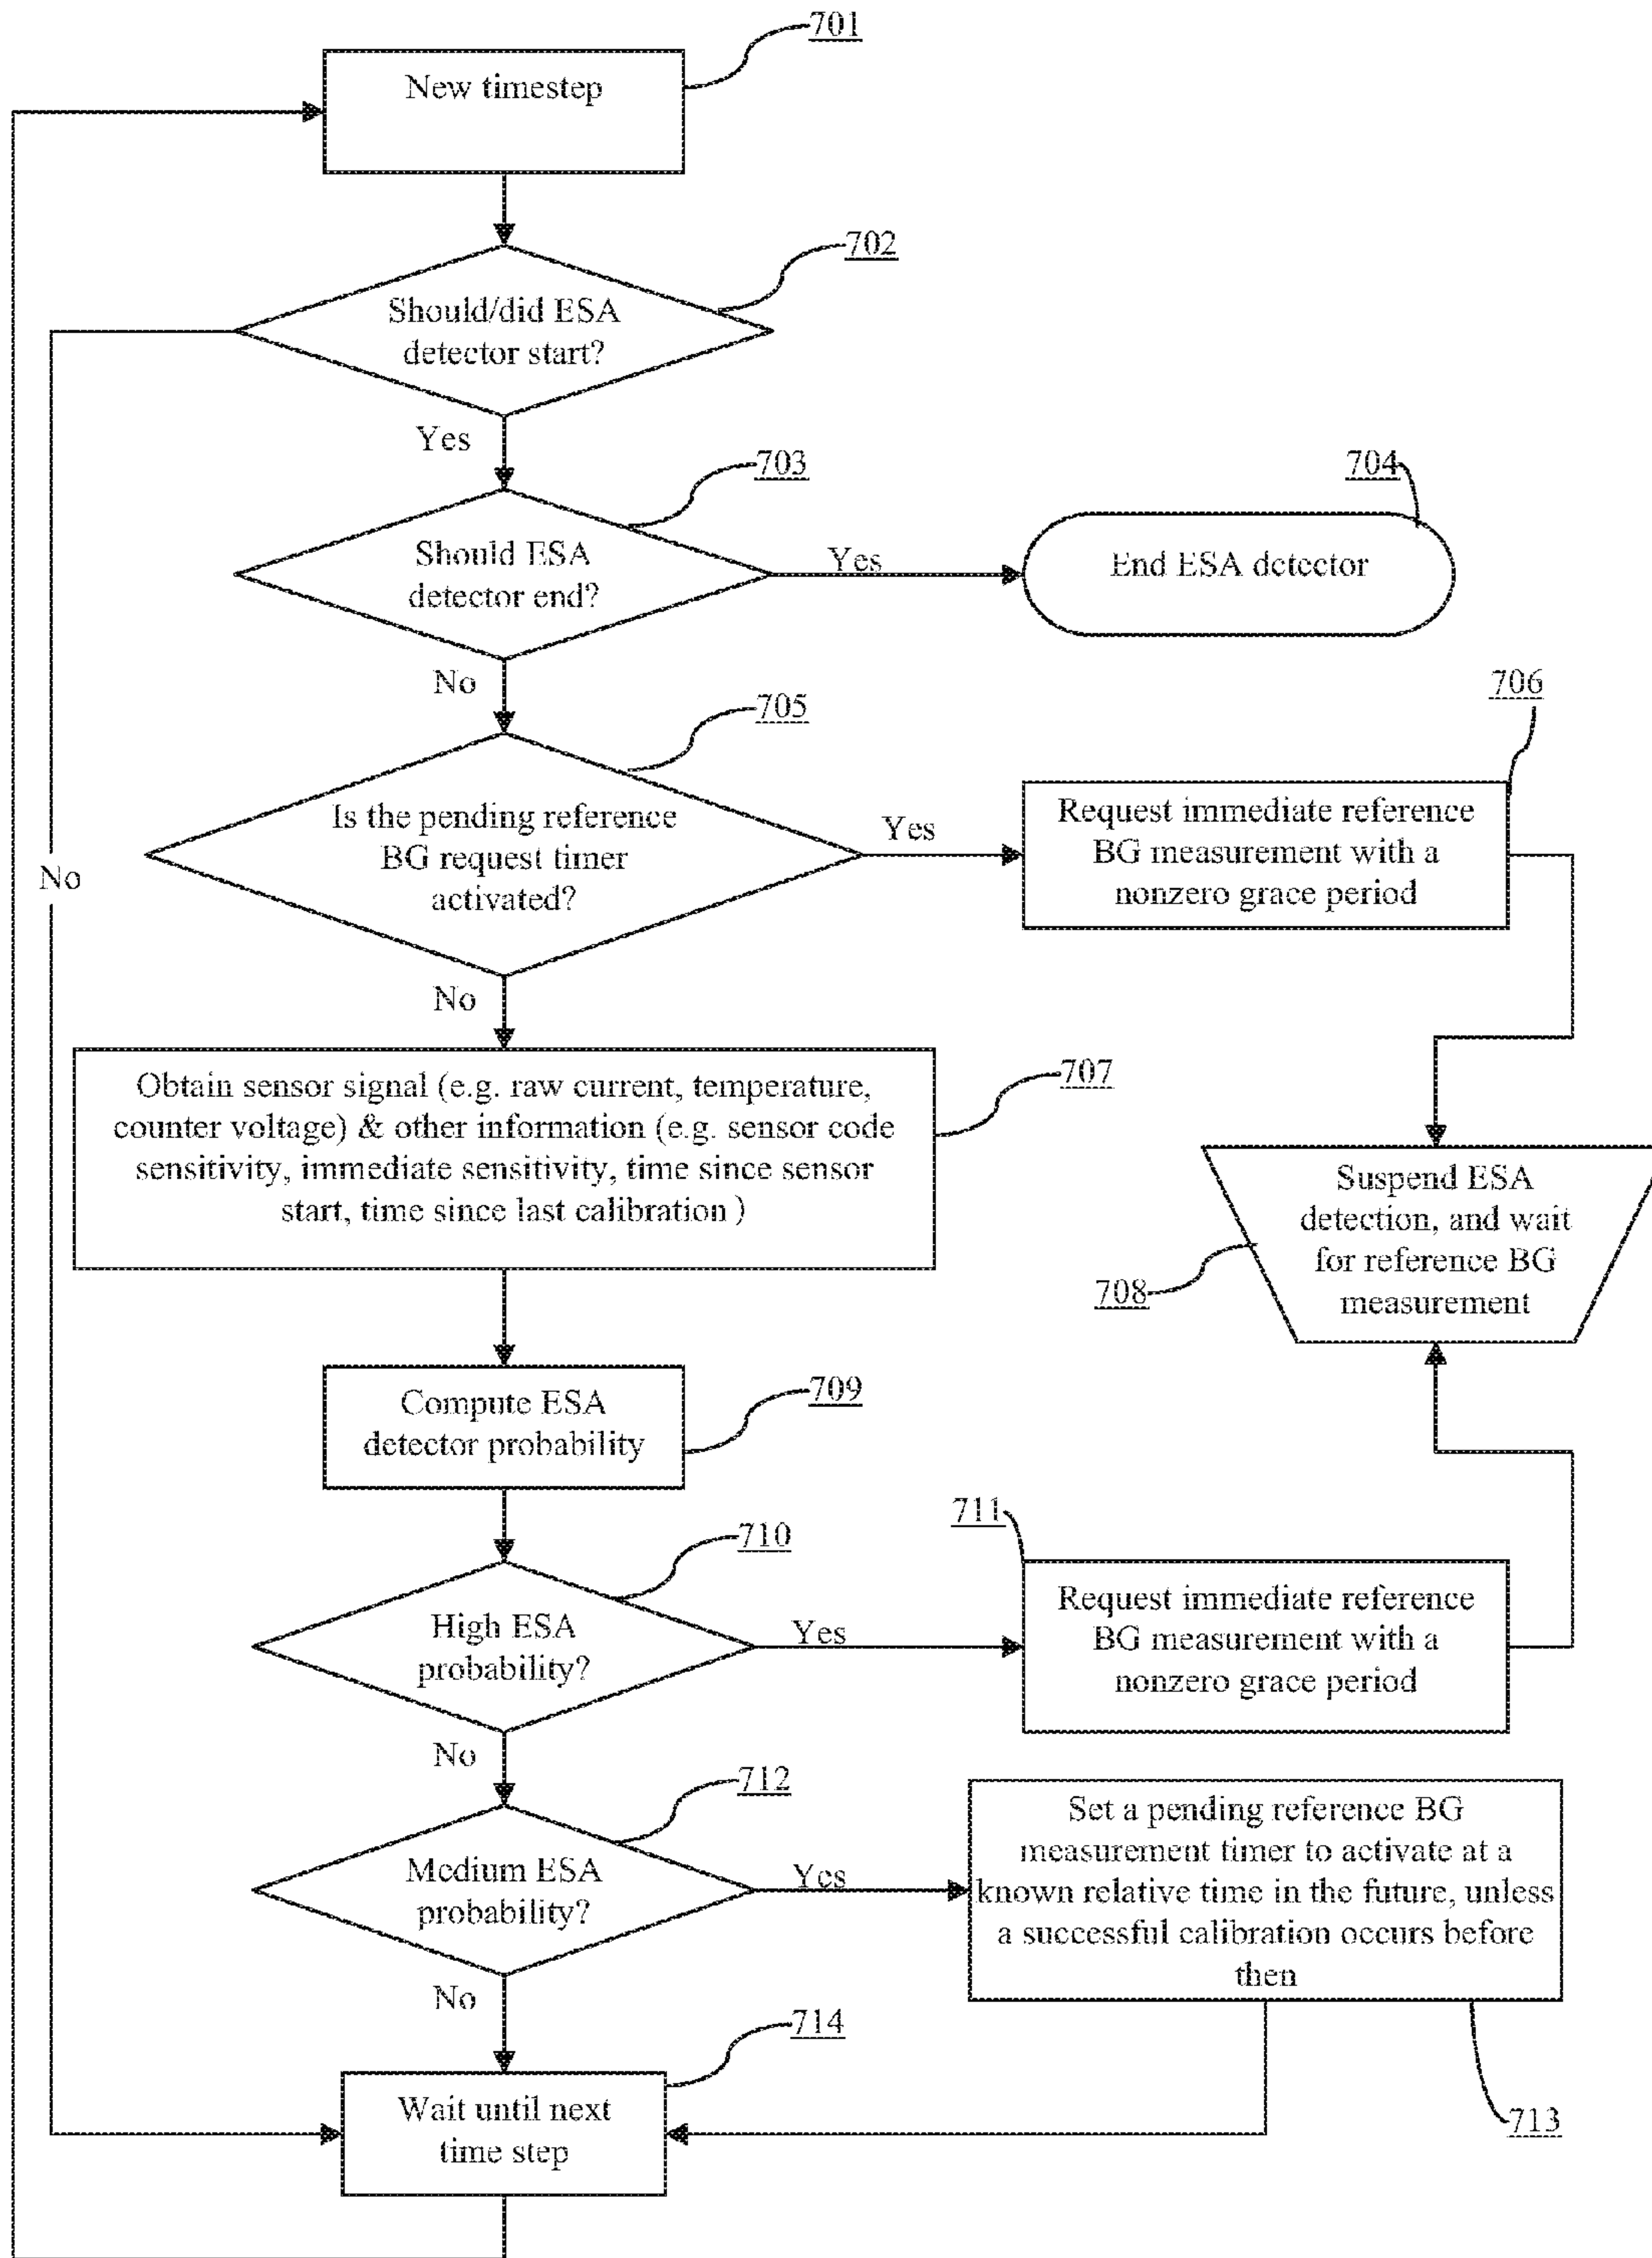 701
New timestep
702
Should/did ESA
detector start?
Yes
703
704
Should ESA
detector end?
Yes
End ESA detector
No
705
706
Is the pending reference
BG request timer
activated?
Yes
Request immediate reference
BG measurement with a
nonzero grace period
No
No
707
Obtain sensor signal (e.g. raw current, temperature,
counter voltage) & other information (e.g. sensor code
sensitivity, immediate sensitivity, time since sensor
start, time since last calibration )
Suspend ESA
detection, and wait
for reference BG
measurement
708
709
Compute ESA
detector probability
710
711
High ESA
probability?
Yes
Request immediate reference
BG measurement with a
nonzero grace period
No
712
Medium ESA
probability?
Yes
Set a pending reference BG
measurement timer to activate at a
known relative time in the future, unless
a successful calibration occurs before
then
No
714
Wait until next
time step
713